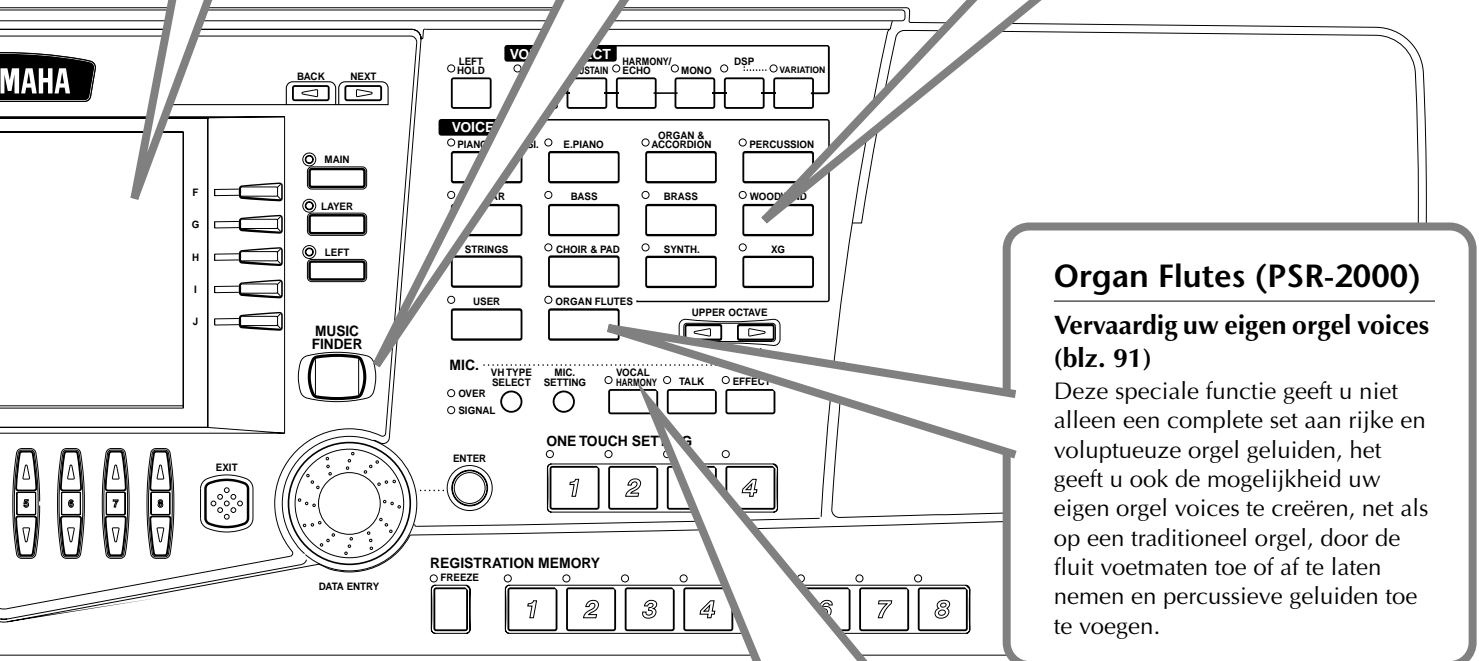 MAHA
BACK NEXT
LEFT HOLD
HARMONY/ ECHO
MONO
DSP
VARIATION
VOICE
E.PIANO
ORGAN & ACCORDION
PERCUSSION
BASS
BRASS
STRINGS
CHOIR & PAD
SYNTH.
XG
USER
ORGAN FLUTES
UPPER OCTAVE
MAIN
LAYER
LEFT
F
G
H
I
J
MUSIC
FINDER
MIC.
VH TYPE SELECT
MIC. SETTING
VOCAL HARMONY
TALK
EFFECT
OVER
SIGNAL
ONE TOUCH SETTING
1 2 4
ENTER
EXIT
5 6 7 8
DATA ENTRY
REGISTRATION MEMORY
FREEZE
1 2 3 4 6 7 8
Organ Flutes (PSR-2000)
Vervaardig uw eigen orgel voices
(blz. 91)
Deze speciale functie geeft u niet
alleen een complete set aan rijke en
voluptueuze orgel geluiden, het
geeft u ook de mogelijkheid uw
eigen orgel voices te creëren, net als
op een traditioneel orgel, door de
fluit voetmaten toe of af te laten
nemen en percussieve geluiden toe
te voegen.